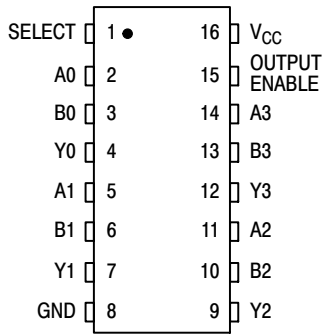 SELECT 1 16 VCC
A0 2 15 OUTPUT ENABLE
B0 3 14 A3
Y0 4 13 B3
A1 5 12 Y3
B1 6 11 A2
Y1 7 10 B2
GND 8 9 Y2